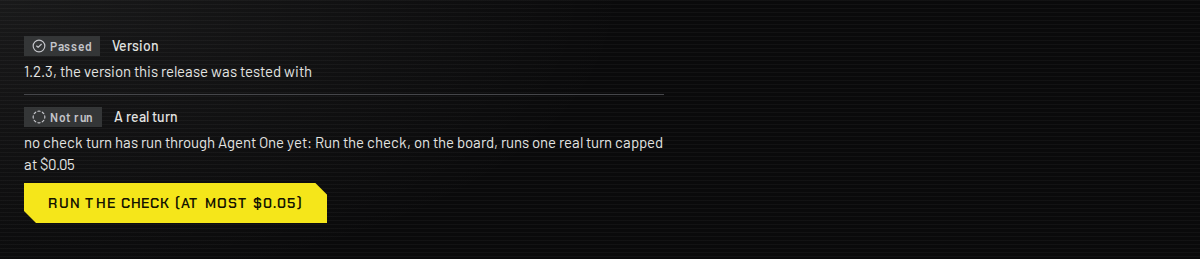 Passed Version
1.2.3, the version this release was tested with
Not run A real turn
no check turn has run through Agent One yet: Run the check, on the board, runs one real turn capped
at $0.05
RUN THE CHECK (AT MOST $0.05)